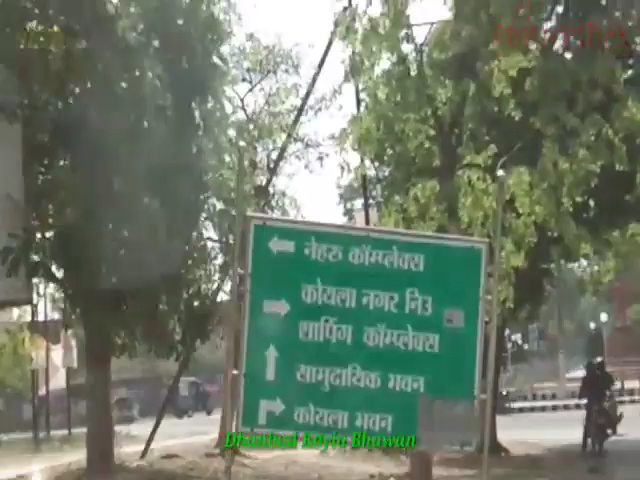 नेहरु कॉम्प्लेक्स
कोयला नगर निउ
शापिंग कॉम्प्लेक्स
सामुदायिक भवन
कोयला भवन
Dhanbad Koyla Bhawan